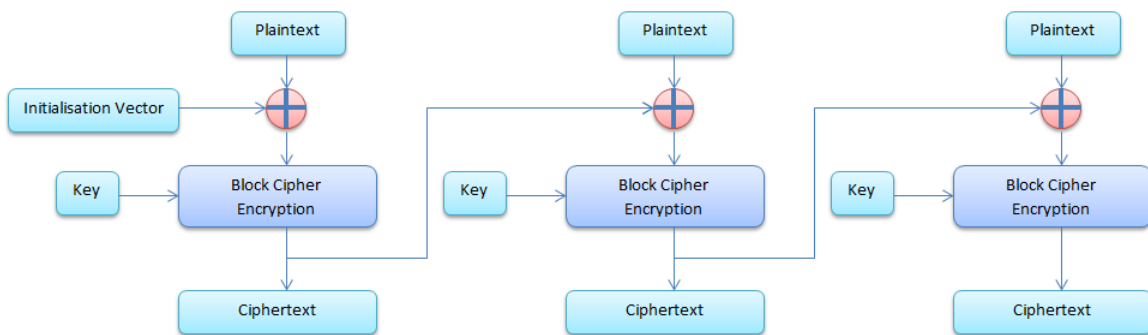 Plaintext
Plaintext
Plaintext
Initialisation Vector
Key
Block Cipher
Encryption
Key
Block Cipher
Encryption
Key
Block Cipher
Encryption
Ciphertext
Ciphertext
Ciphertext